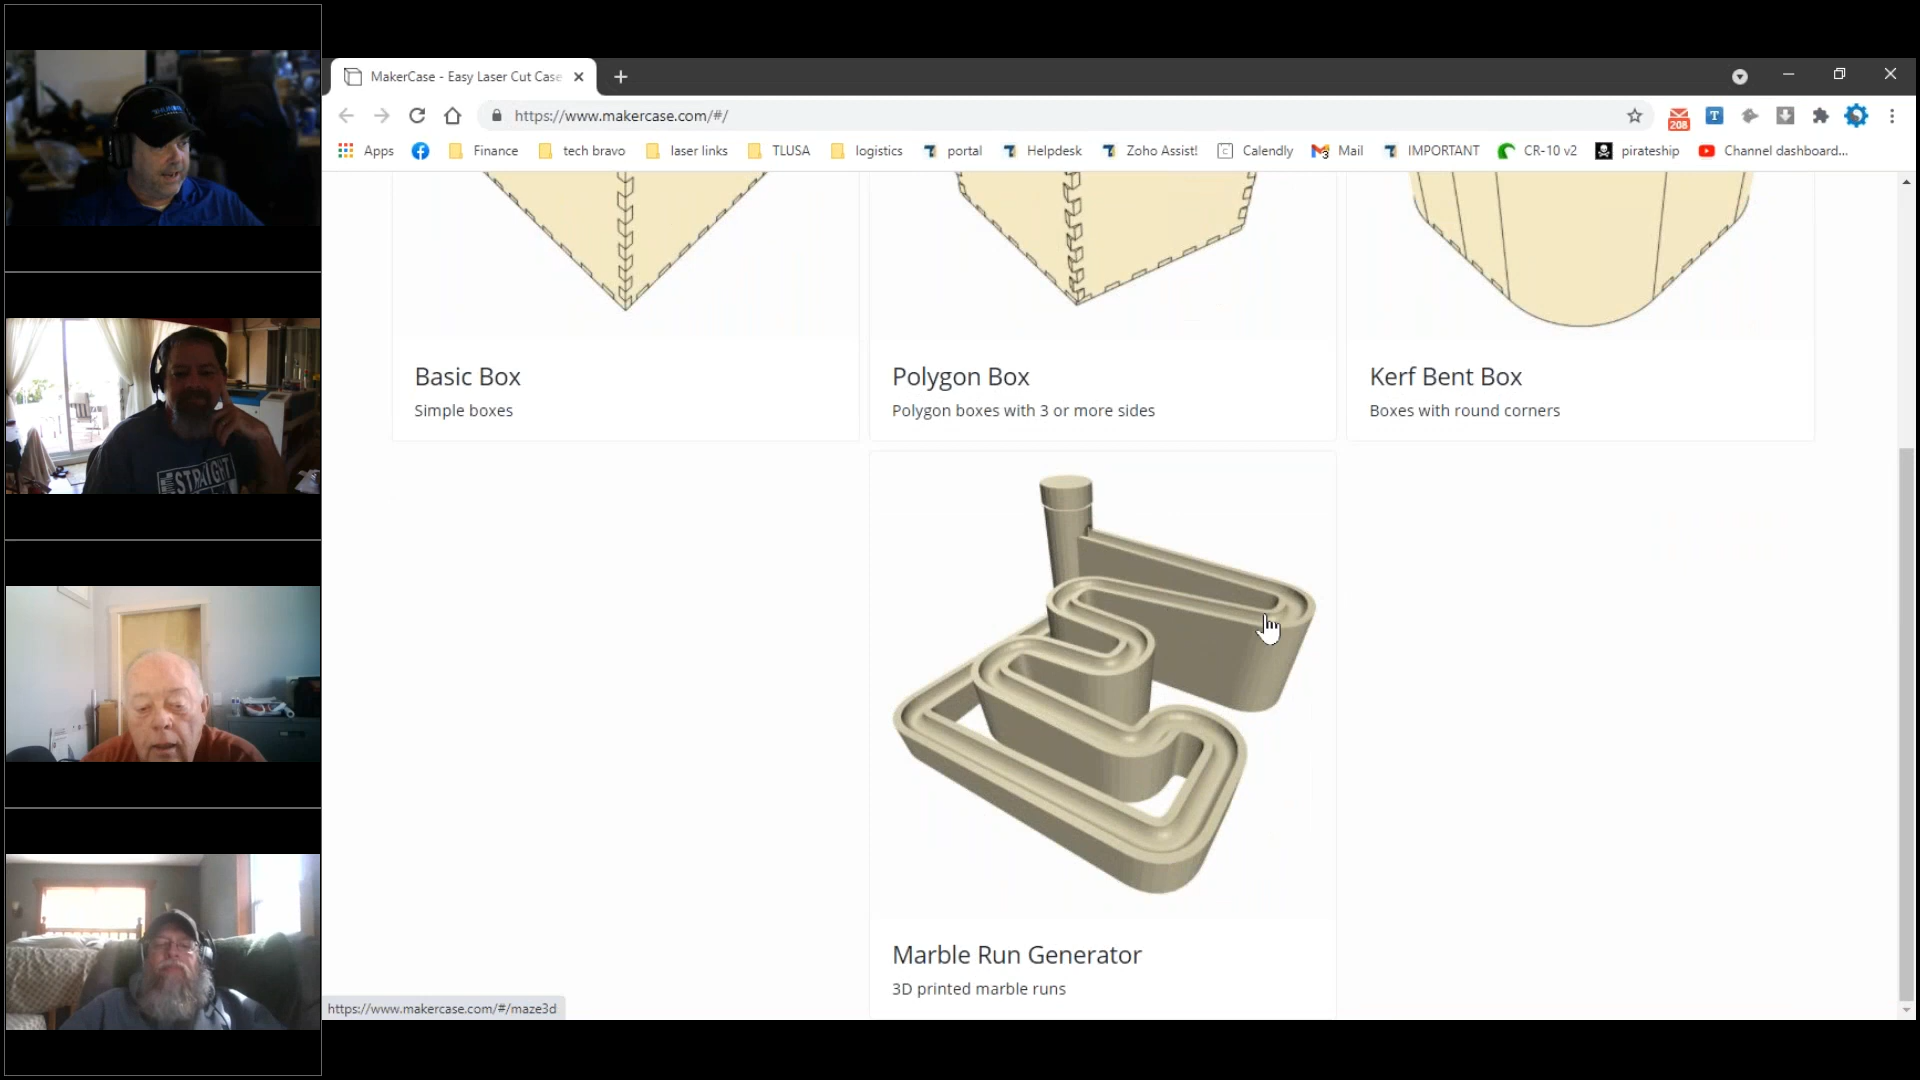 MakerCase - Easy Laser Cut Case
https://www.makercase.com/#/
208
T
Apps
Finance
tech bravo
laser links
TLUSA
logistics
portal
Helpdesk
Zoho Assist!
Calendly
3
Mail
IMPORTANT
CR-10 v2
pirateship
Channel dashboard...
Basic Box
Simple boxes
Polygon Box
Polygon boxes with 3 or more sides
Kerf Bent Box
Boxes with round corners
STRAIGHT
Marble Run Generator
3D printed marble runs
https://www.makercase.com/#/maze3d